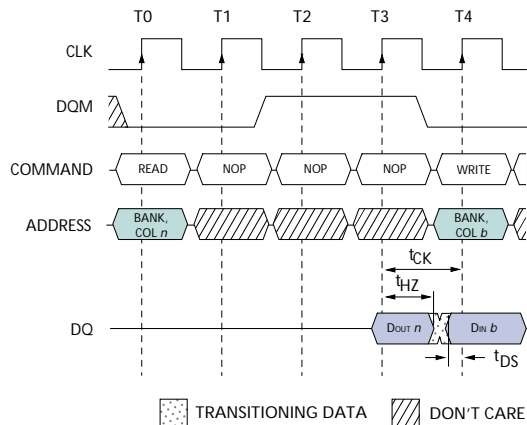 T0 T1 T2 T3 T4
CLK
DQM
COMMAND READ NOP NOP NOP WRITE
ADDRESS BANK, COL n BANK, COL b
tCK
tHZ
DQ DOUT n DIN b
tDS
TRANSITIONING DATA DON'T CARE